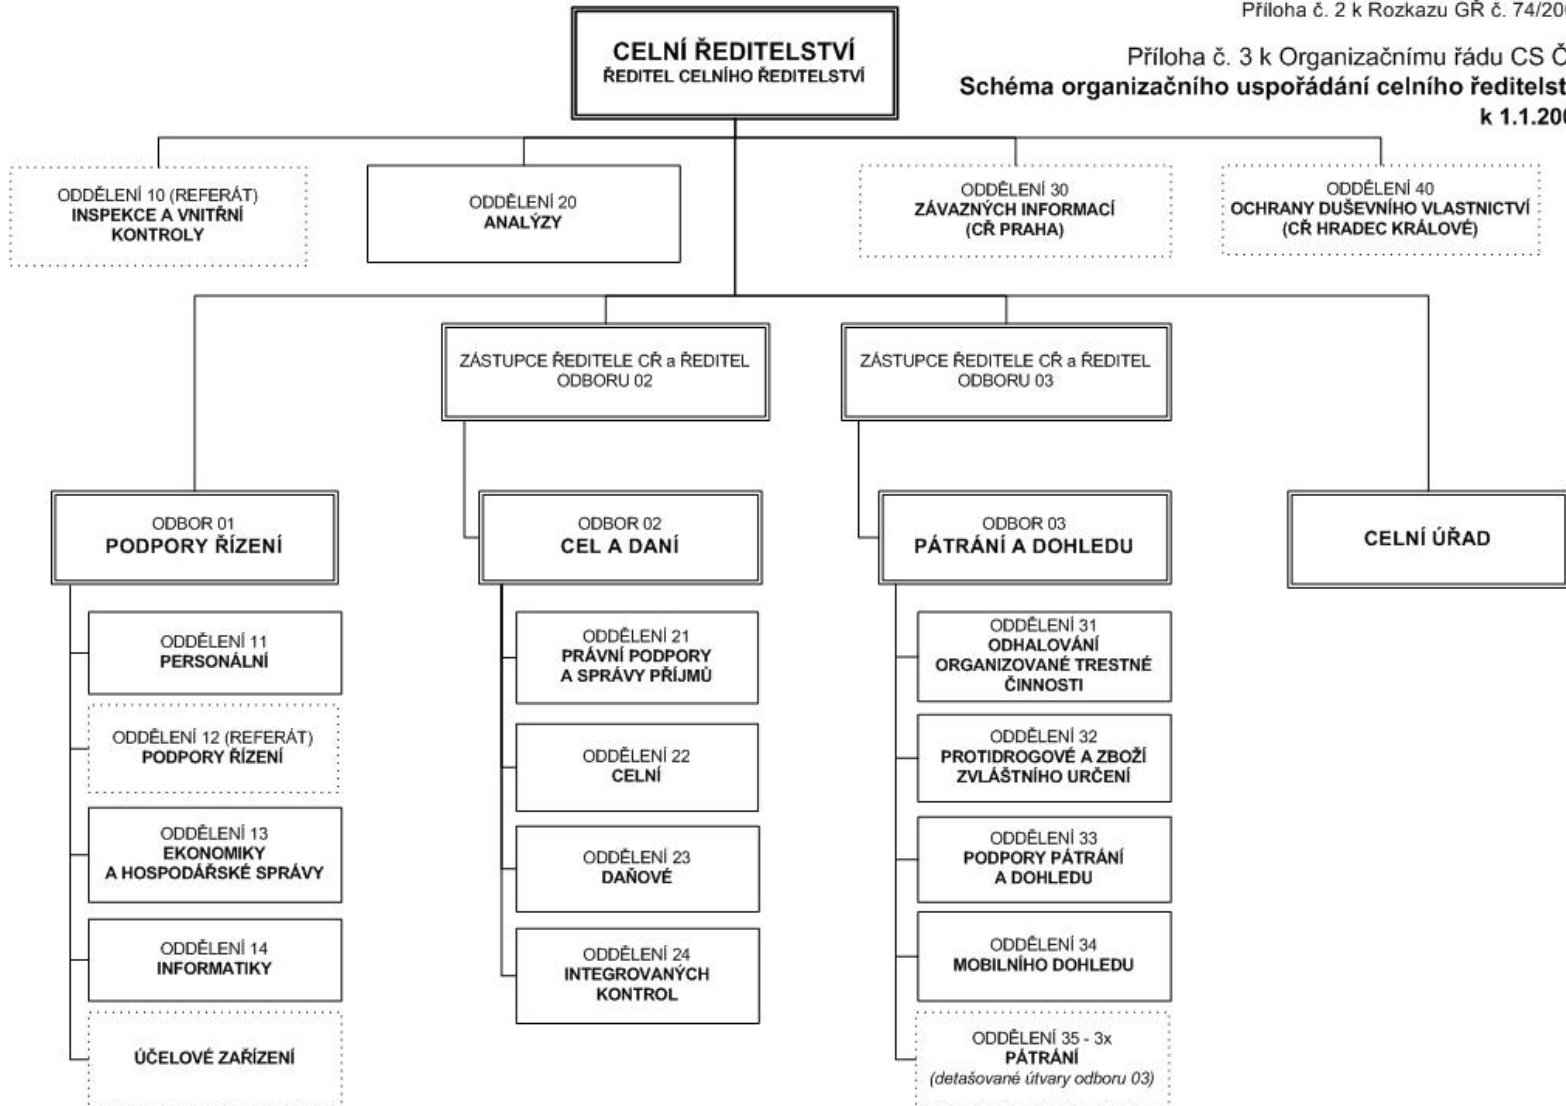 Příloha č. 2 k Rozkazu GŘ č. 74/200
Příloha č. 3 k Organizačnímu řádu CS Č
Schéma organizačního uspořádání celního ředitelst
k 1.1.200
CELNÍ ŘEDITELSTVÍ
ŘEDITEL CELNÍHO ŘEDITELSTVÍ
ODDĚLENÍ 10 (REFERÁT)
INSPEKCE A VNITŘNÍ
KONTROLY
ODDĚLENÍ 20
ANALÝZY
ODDĚLENÍ 30
ZÁVAZNÝCH INFORMACÍ
(CŘ PRAHA)
ODDĚLENÍ 40
OCHRANY DUŠEVNÍHO VLASTNICTVÍ
(CŘ HRADEC KRÁLOVÉ)
ZÁSTUPCE ŘEDITELE CŘ a ŘEDITEL
ODBORU 02
ZÁSTUPCE ŘEDITELE CŘ a ŘEDITEL
ODBORU 03
ODBOR 01
PODPORY ŘÍZENÍ
ODBOR 02
CEL A DANÍ
ODBOR 03
PÁTRÁNÍ A DOHLEDU
CELNÍ ÚŘAD
ODDĚLENÍ 11
PERSONÁLNÍ
ODDĚLENÍ 12 (REFERÁT)
PODPORY ŘÍZENÍ
ODDĚLENÍ 13
EKONOMIKY
A HOSPODÁŘSKÉ SPRÁVY
ODDĚLENÍ 14
INFORMATIKY
ÚČELOVÉ ZAŘÍZENÍ
ODDĚLENÍ 21
PRÁVNÍ PODPORY
A SPRÁVY PŘÍJMŮ
ODDĚLENÍ 22
CELNÍ
ODDĚLENÍ 23
DAŇOVÉ
ODDĚLENÍ 24
INTEGROVANÝCH
KONTROL
ODDĚLENÍ 31
ODHALOVÁNÍ
ORGANIZOVANÉ TRESTNÉ
ČINNOSTI
ODDĚLENÍ 32
PROTIDROGOVÉ A ZBOŽÍ
ZVLÁŠTNÍHO URČENÍ
ODDĚLENÍ 33
PODPORY PÁTRÁNÍ
A DOHLEDU
ODDĚLENÍ 34
MOBILNÍHO DOHLEDU
ODDĚLENÍ 35 - 3x
PÁTRÁNÍ
(detašované útvary odboru 03)